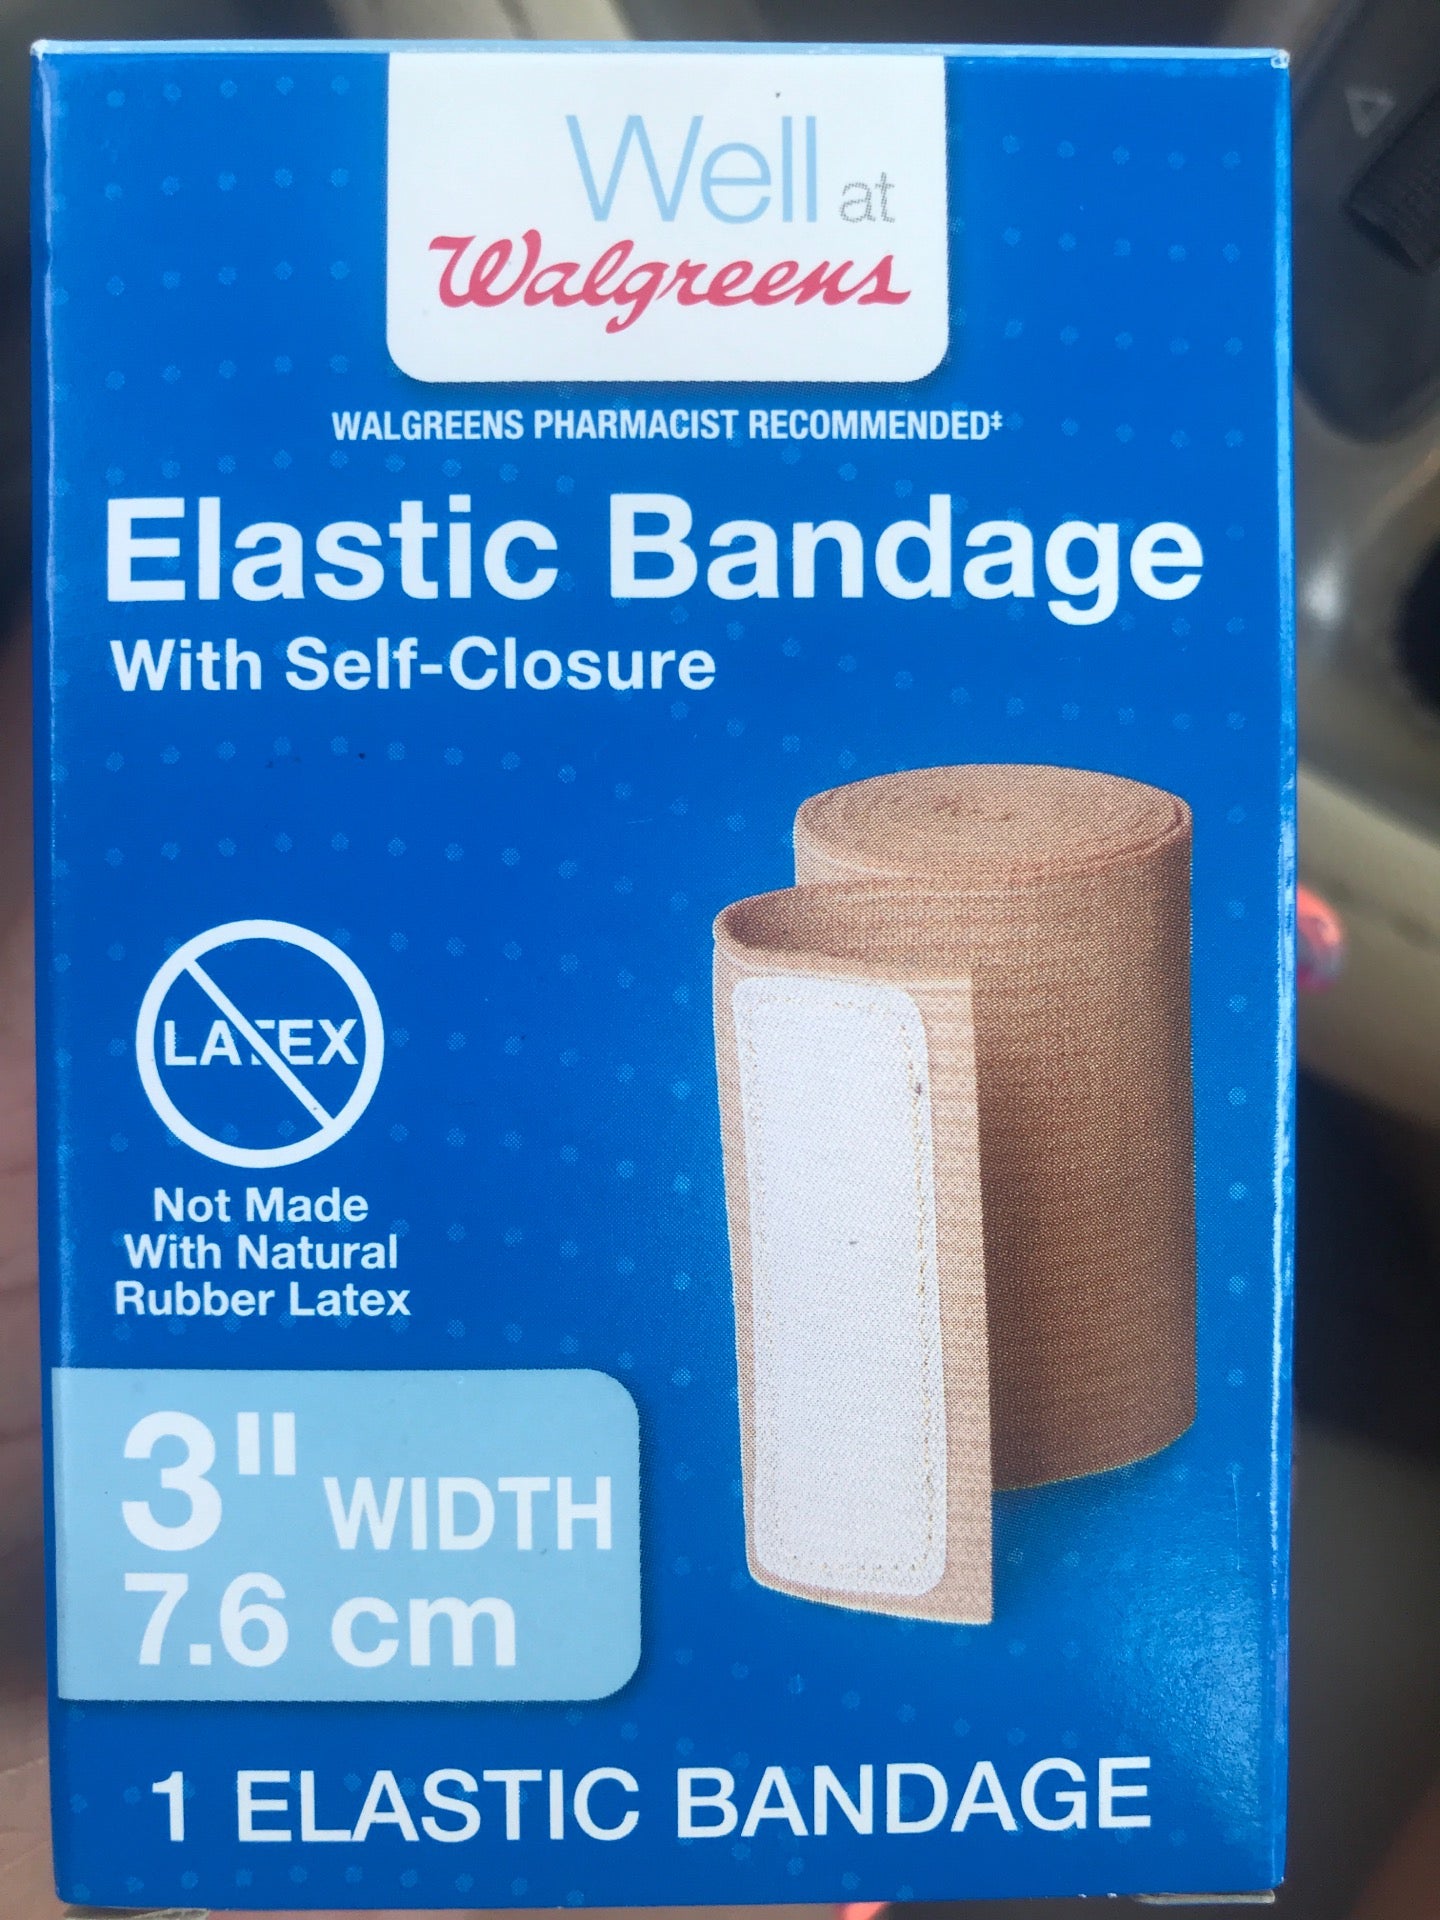 Well at
Walgreens
WALGREENS PHARMACIST RECOMMENDED‡
Elastic Bandage
With Self-Closure
LATEX
Not Made
With Natural
Rubber Latex
3" WIDTH
7.6 cm
1 ELASTIC BANDAGE